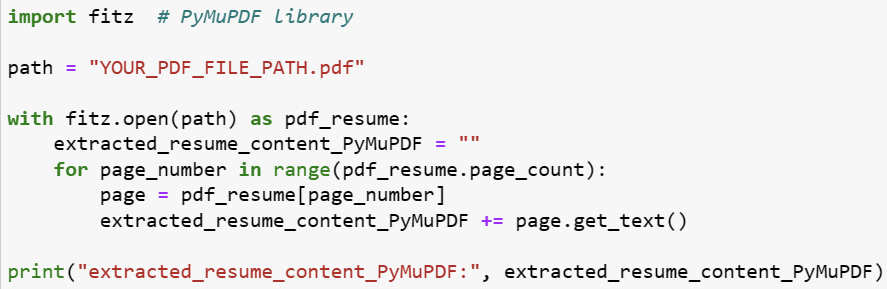 import fitz  # PyMuPDF library
path = "YOUR_PDF_FILE_PATH.pdf"
with fitz.open(path) as pdf_resume:
    extracted_resume_content_PyMuPDF = ""
    for page_number in range(pdf_resume.page_count):
        page = pdf_resume[page_number]
        extracted_resume_content_PyMuPDF += page.get_text()
print("extracted_resume_content_PyMuPDF:", extracted_resume_content_PyMuPDF)